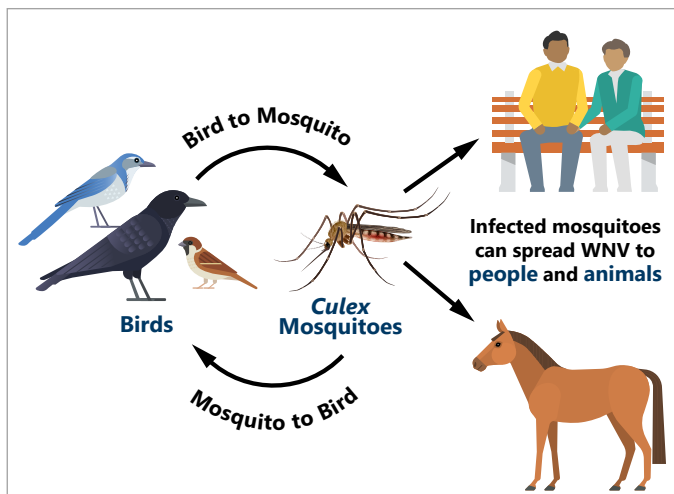 Bird to Mosquito
Birds
Culex
Mosquitoes
Mosquito to Bird
Infected mosquitoes
can spread WNV to
people and animals